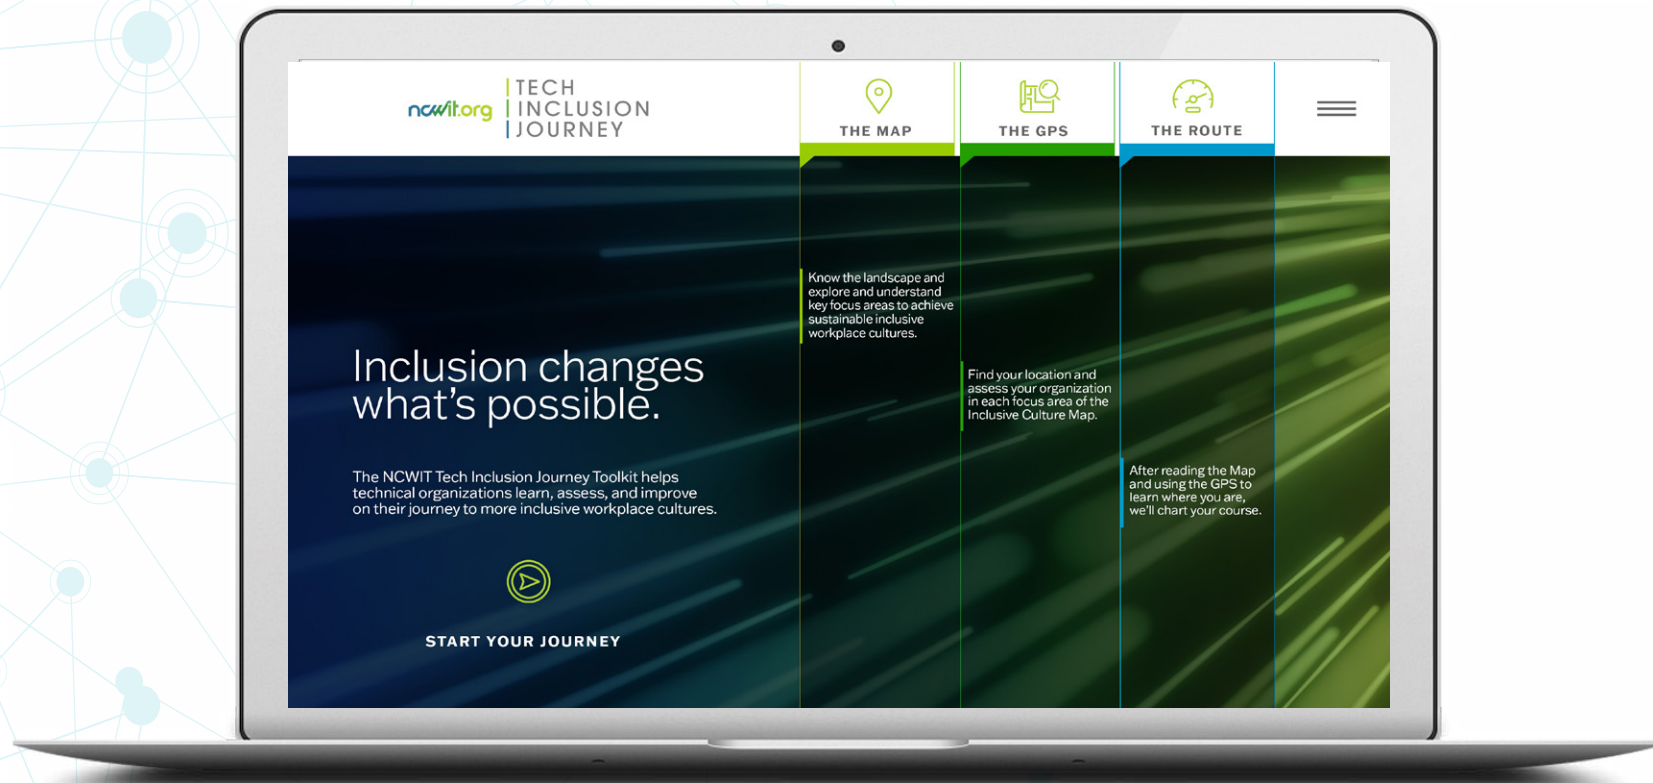 ncwit.org
TECH
INCLUSION
JOURNEY
THE MAP
THE GPS
THE ROUTE
Inclusion changes
what's possible.
The NCWIT Tech Inclusion Journey Toolkit helps
technical organizations learn, assess, and improve
on their journey to more inclusive workplace cultures.
START YOUR JOURNEY
Know the landscape and
explore and understand
key focus areas to achieve
sustainable inclusive
workplace cultures.
Find your location and
assess your organization
in each focus area of the
Inclusive Culture Map.
After reading the Map
and using the GPS to
learn where you are,
we'll chart your course.